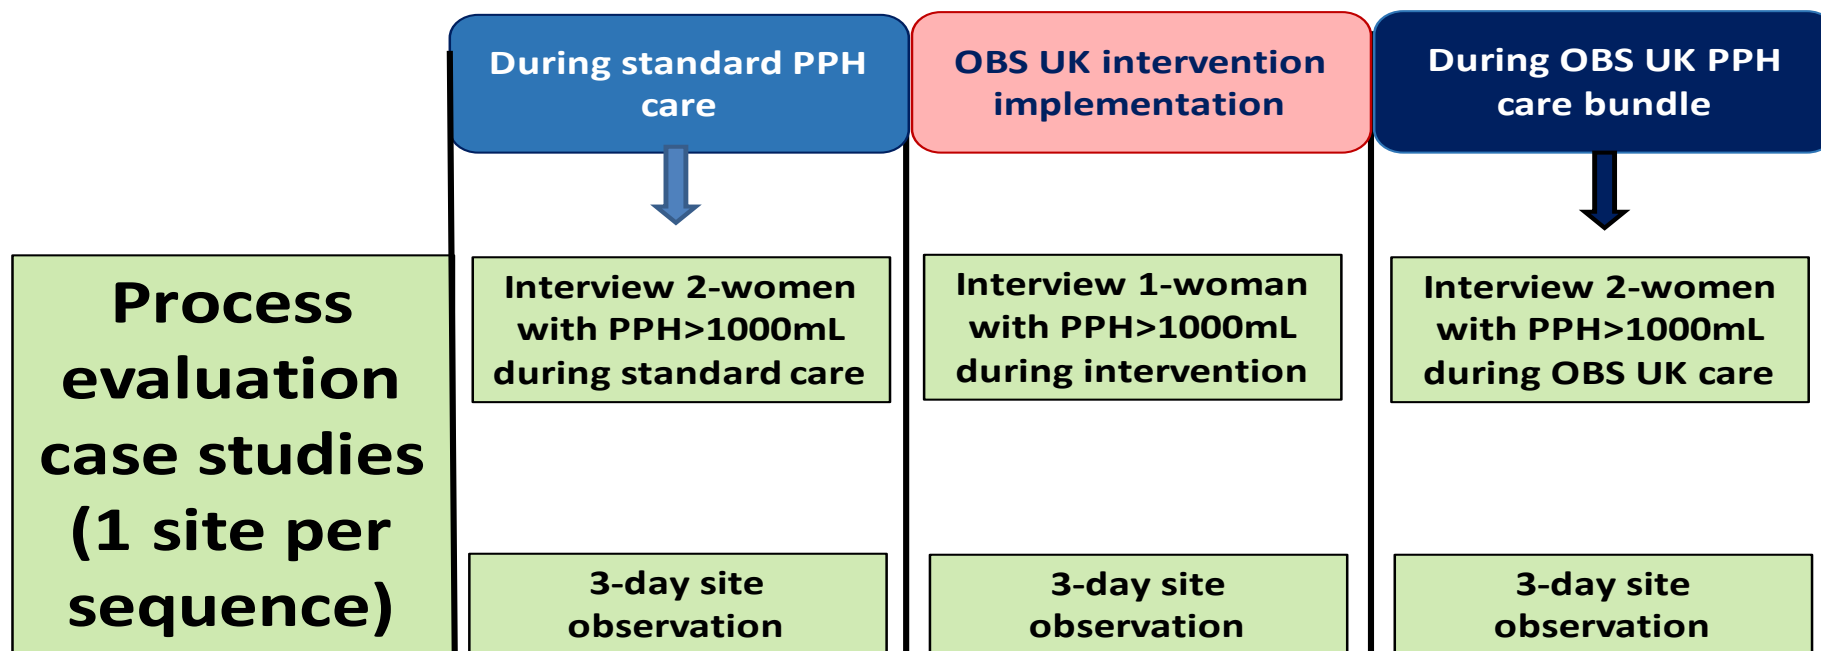 During standard PPH
care
OBS UK intervention
implementation
During OBS UK PPH
care bundle
Process
evaluation
case studies
(1 site per
sequence)
Interview 2-women
with PPH>1000mL
during standard care
Interview 1-woman
with PPH>1000mL
during intervention
Interview 2-women
with PPH>1000mL
during OBS UK care
3-day site
observation
3-day site
observation
3-day site
observation